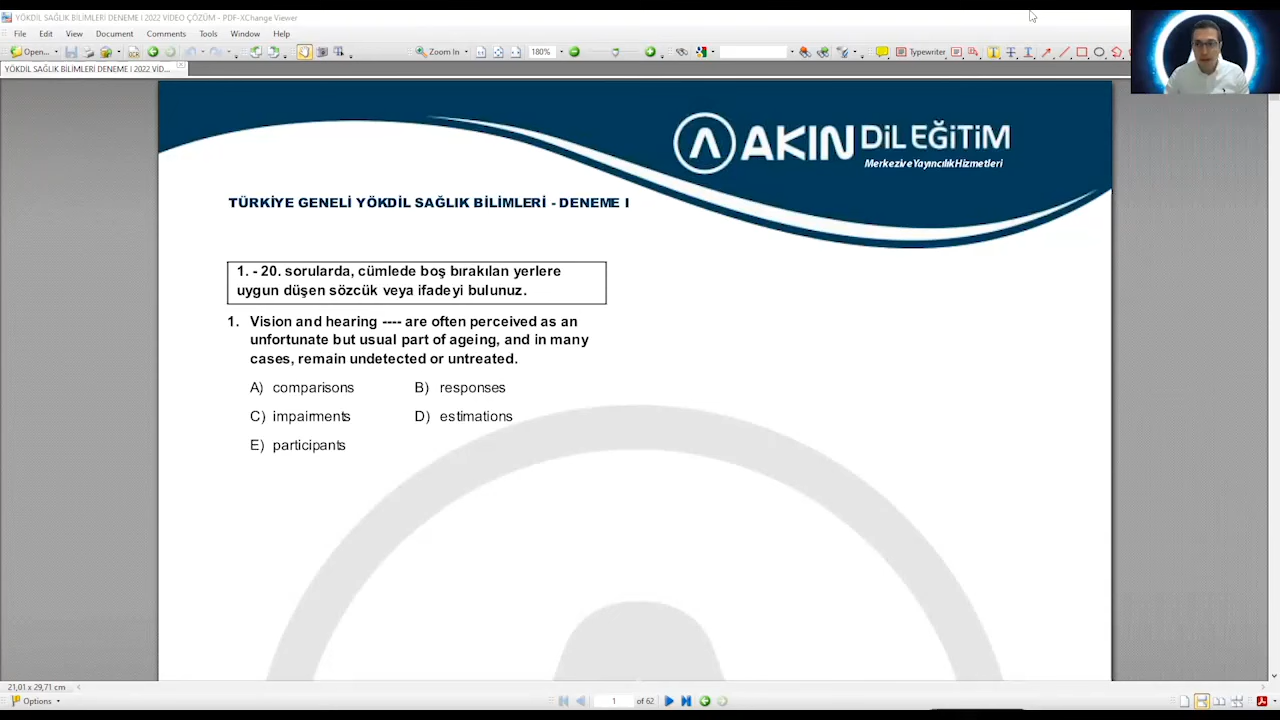 YÖKDİL SAĞLIK BİLİMLERİ DENEME I 2022 VIDEO ÇÖZÜM - PDF-XChange Viewer
File Edit View Document Comments Tools Window Help
Open... Zoom In 180% Typewriter
YÖKDİL SAĞLIK BİLİMLERİ DENEME I 2022 VİD...
AKIN DİL EĞİTİM
Merkezi ve Yayıncılık Hizmetleri
TÜRKİYE GENELİ YÖKDİL SAĞLIK BİLİMLERİ - DENEME I
1. - 20. sorularda, cümlede boş bırakılan yerlere
uygun düşen sözcük veya ifadeyi bulunuz.
1. Vision and hearing ---- are often perceived as an
unfortunate but usual part of ageing, and in many
cases, remain undetected or untreated.
A) comparisons B) responses
C) impairments D) estimations
E) participants
21,01 x 29,71 cm
Options 1 of 62